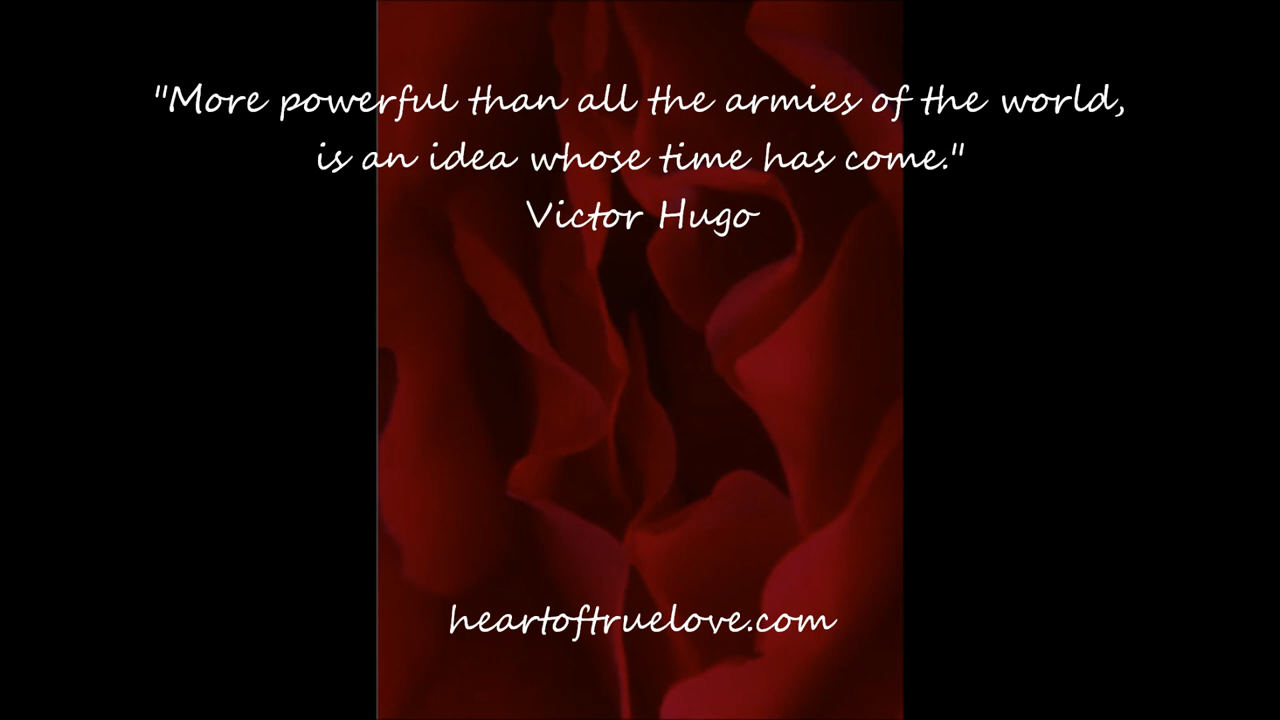 "More powerful than all the armies of the world,
is an idea whose time has come."
Victor Hugo
heartoftruelove.com